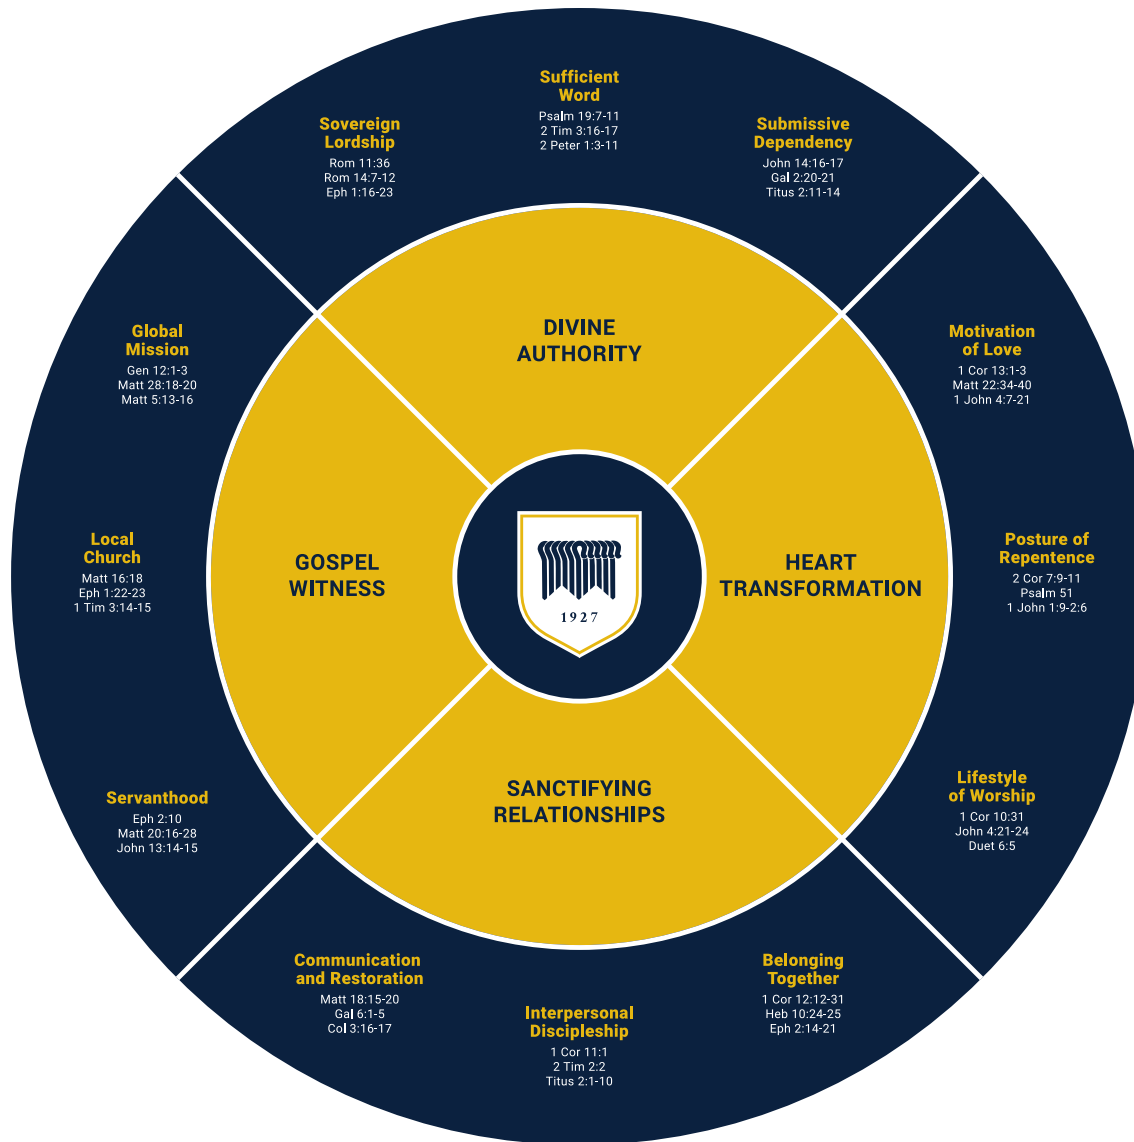 Sufficient
Word
Psalm 19:7-11
2 Tim 3:16-17
2 Peter 1:3-11
Sovereign
Lordship
Rom 11:36
Rom 14:7-12
Eph 1:16-23
Submissive
Dependency
John 14:16-17
Gal 2:20-21
Titus 2:11-14
DIVINE
AUTHORITY
Global
Mission
Gen 12:1-3
Matt 28:18-20
Matt 5:13-16
Motivation
of Love
1 Cor 13:1-3
Matt 22:34-40
1 John 4:7-21
Local
Church
Matt 16:18
Eph 1:22-23
1 Tim 3:14-15
GOSPEL
WITNESS
1927
HEART
TRANSFORMATION
Posture of
Repentence
2 Cor 7:9-11
Psalm 51
1 John 1:9-2:6
Servanthood
Eph 2:10
Matt 20:16-28
John 13:14-15
SANCTIFYING
RELATIONSHIPS
Lifestyle
of Worship
1 Cor 10:31
John 4:21-24
Duet 6:5
Communication
and Restoration
Matt 18:15-20
Gal 6:1-5
Col 3:16-17
Interpersonal
Discipleship
1 Cor 11:1
2 Tim 2:2
Titus 2:1-10
Belonging
Together
1 Cor 12:12-31
Heb 10:24-25
Eph 2:14-21